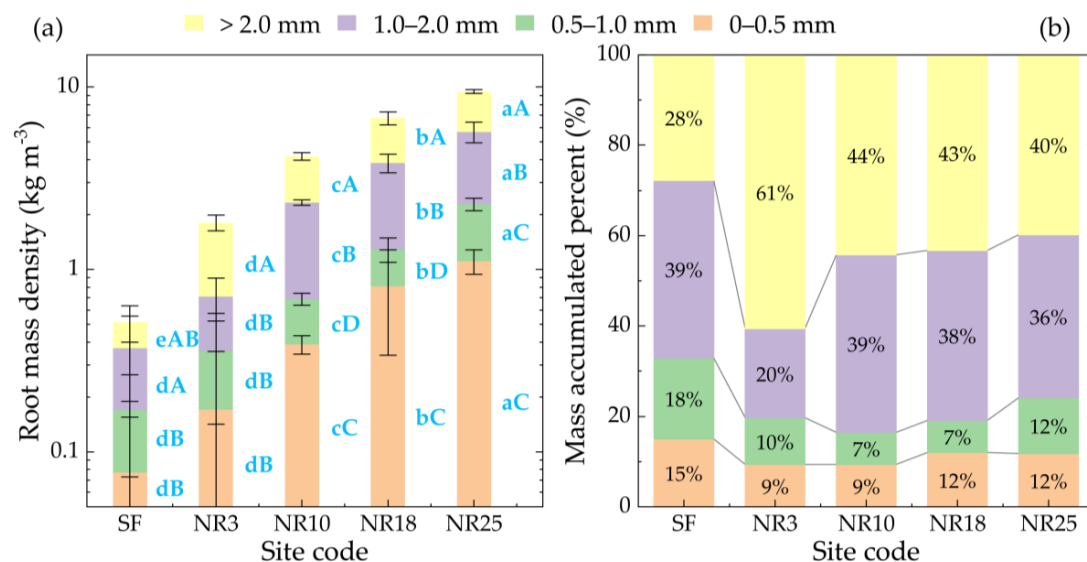 (a) > 2.0 mm 1.0–2.0 mm 0.5–1.0 mm 0–0.5 mm (b)
Root mass density (kg m⁻³)
10
1
0.1
eAB
dA
dB
dB
dA
dB
dB
dB
cA
cB
cD
cC
bA
bB
bD
bC
aA
aB
aC
aC
SF NR3 NR10 NR18 NR25
Site code
Mass accumulated percent (%)
100
80
60
40
20
0
28%
39%
18%
15%
61%
20%
10%
9%
44%
39%
7%
9%
43%
38%
7%
12%
40%
36%
12%
12%
SF NR3 NR10 NR18 NR25
Site code